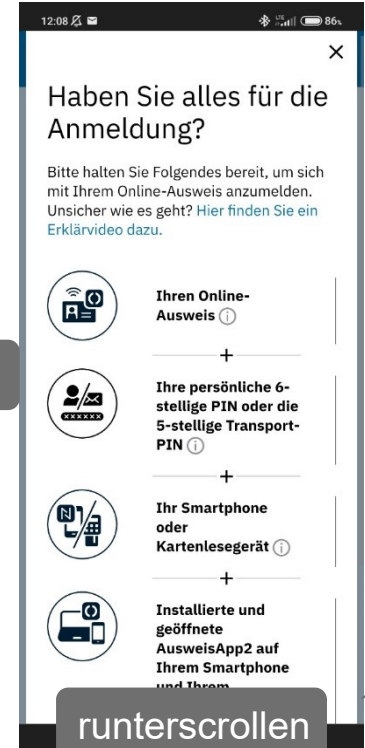 12:08
LTE 86%
Haben Sie alles für die
Anmeldung?
Bitte halten Sie Folgendes bereit, um sich
mit Ihrem Online-Ausweis anzumelden.
Unsicher wie es geht? Hier finden Sie ein
Erklärvideo dazu.
Ihren Online-
Ausweis
+
Ihre persönliche 6-
stellige PIN oder die
5-stellige Transport-
PIN
+
Ihr Smartphone
oder
Kartenlesegerät
+
Installierte und
geöffnete
AusweisApp2 auf
Ihrem Smartphone
und Ihrem
runterscrollen